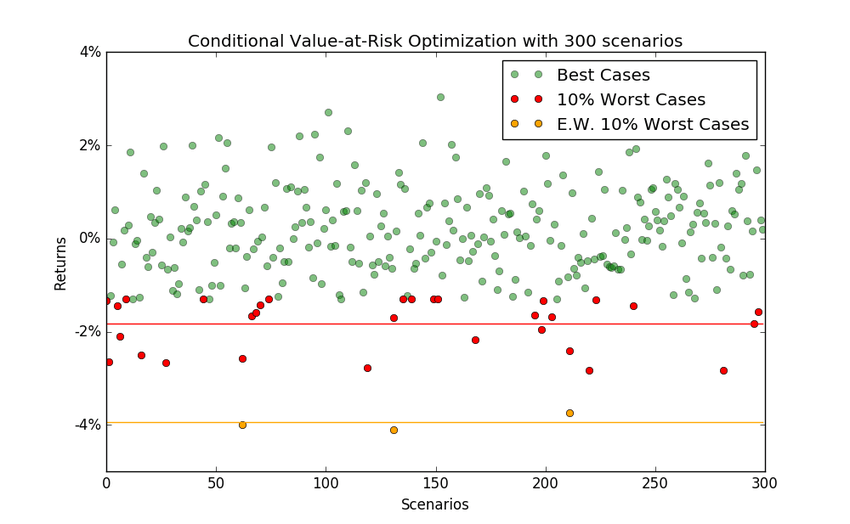 Conditional Value-at-Risk Optimization with 300 scenarios
4%
2%
0%
-2%
-4%
Returns
Best Cases
10% Worst Cases
E.W. 10% Worst Cases
0 50 100 150 200 250 300
Scenarios